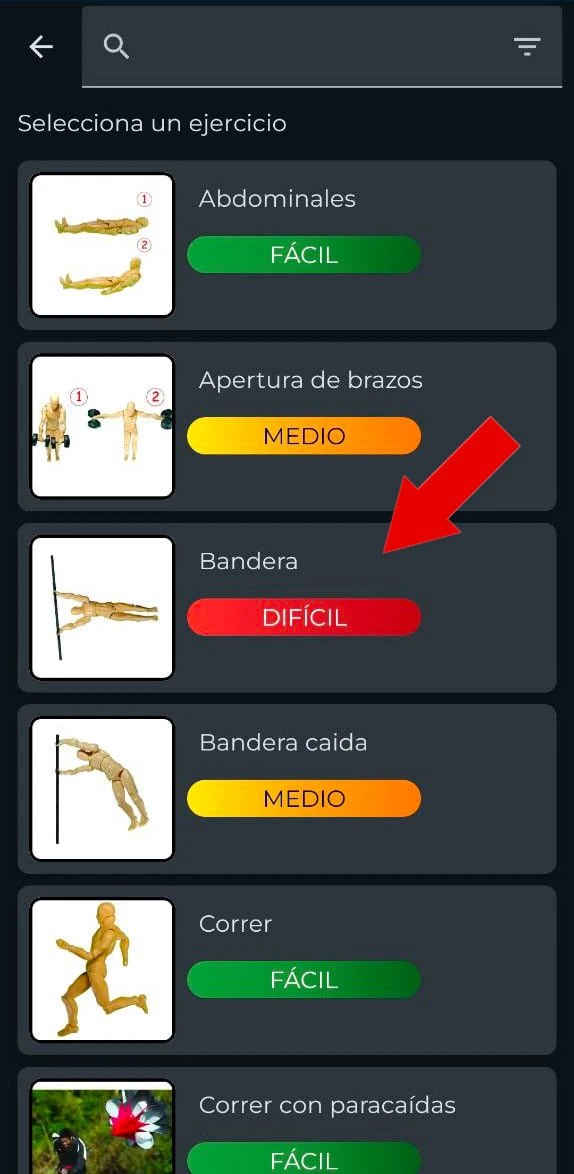 Selecciona un ejercicio
1
2
Abdominales
FÁCIL
1
2
Apertura de brazos
MEDIO
Bandera
DIFÍCIL
Bandera caida
MEDIO
Correr
FÁCIL
Correr con paracaídas
FÁCIL